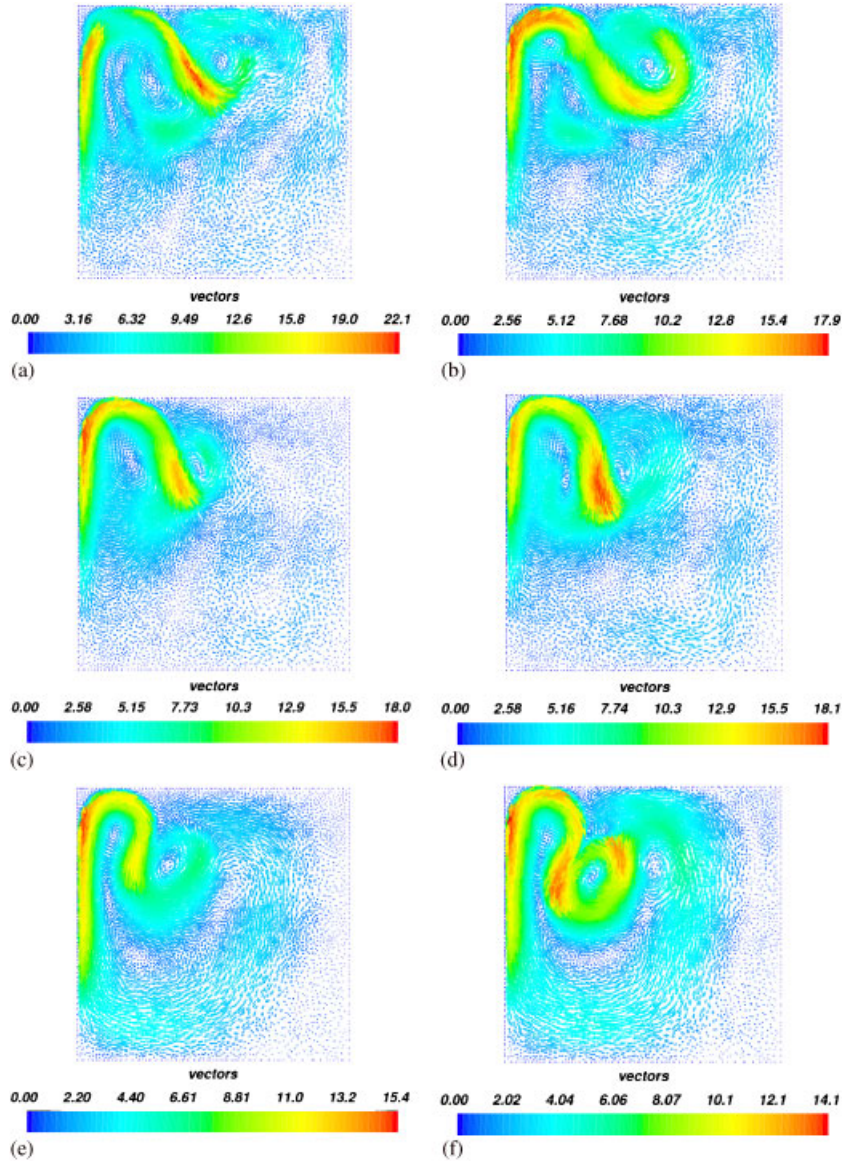 vectors vectors
0.00 3.16 6.32 9.49 12.6 15.8 19.0 22.1 0.00 2.56 5.12 7.68 10.2 12.8 15.4 17.9
(a) (b)
vectors vectors
0.00 2.58 5.15 7.73 10.3 12.9 15.5 18.0 0.00 2.58 5.16 7.74 10.3 12.9 15.5 18.1
(c) (d)
vectors vectors
0.00 2.20 4.40 6.61 8.81 11.0 13.2 15.4 0.00 2.02 4.04 6.06 8.07 10.1 12.1 14.1
(e) (f)